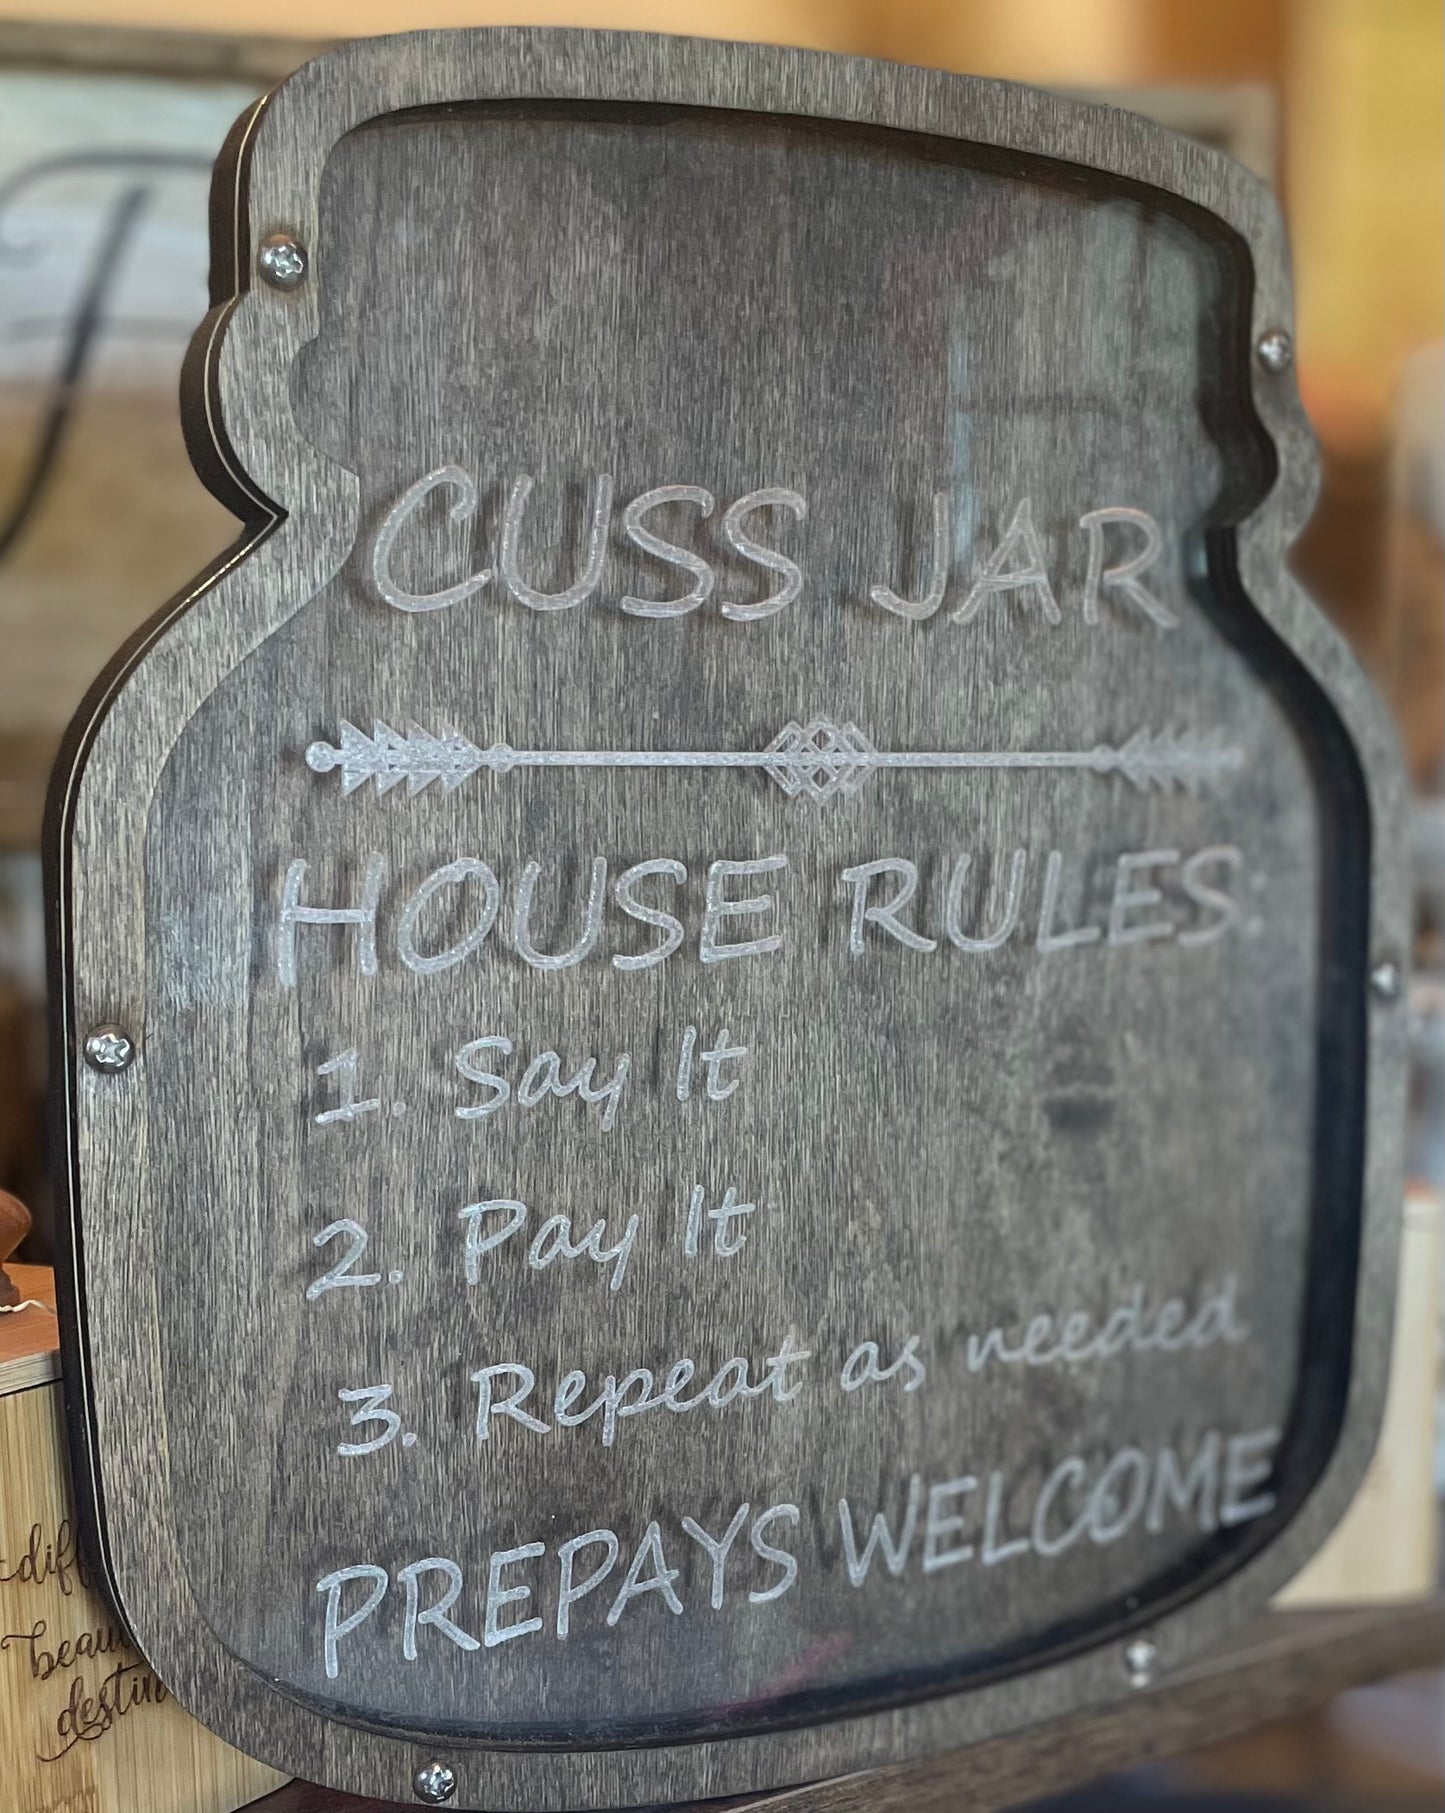 CUSS JAR
HOUSE RULES
1. Say It
2. Pay It
3. Repeat as needed
PREPAYS WELCOME